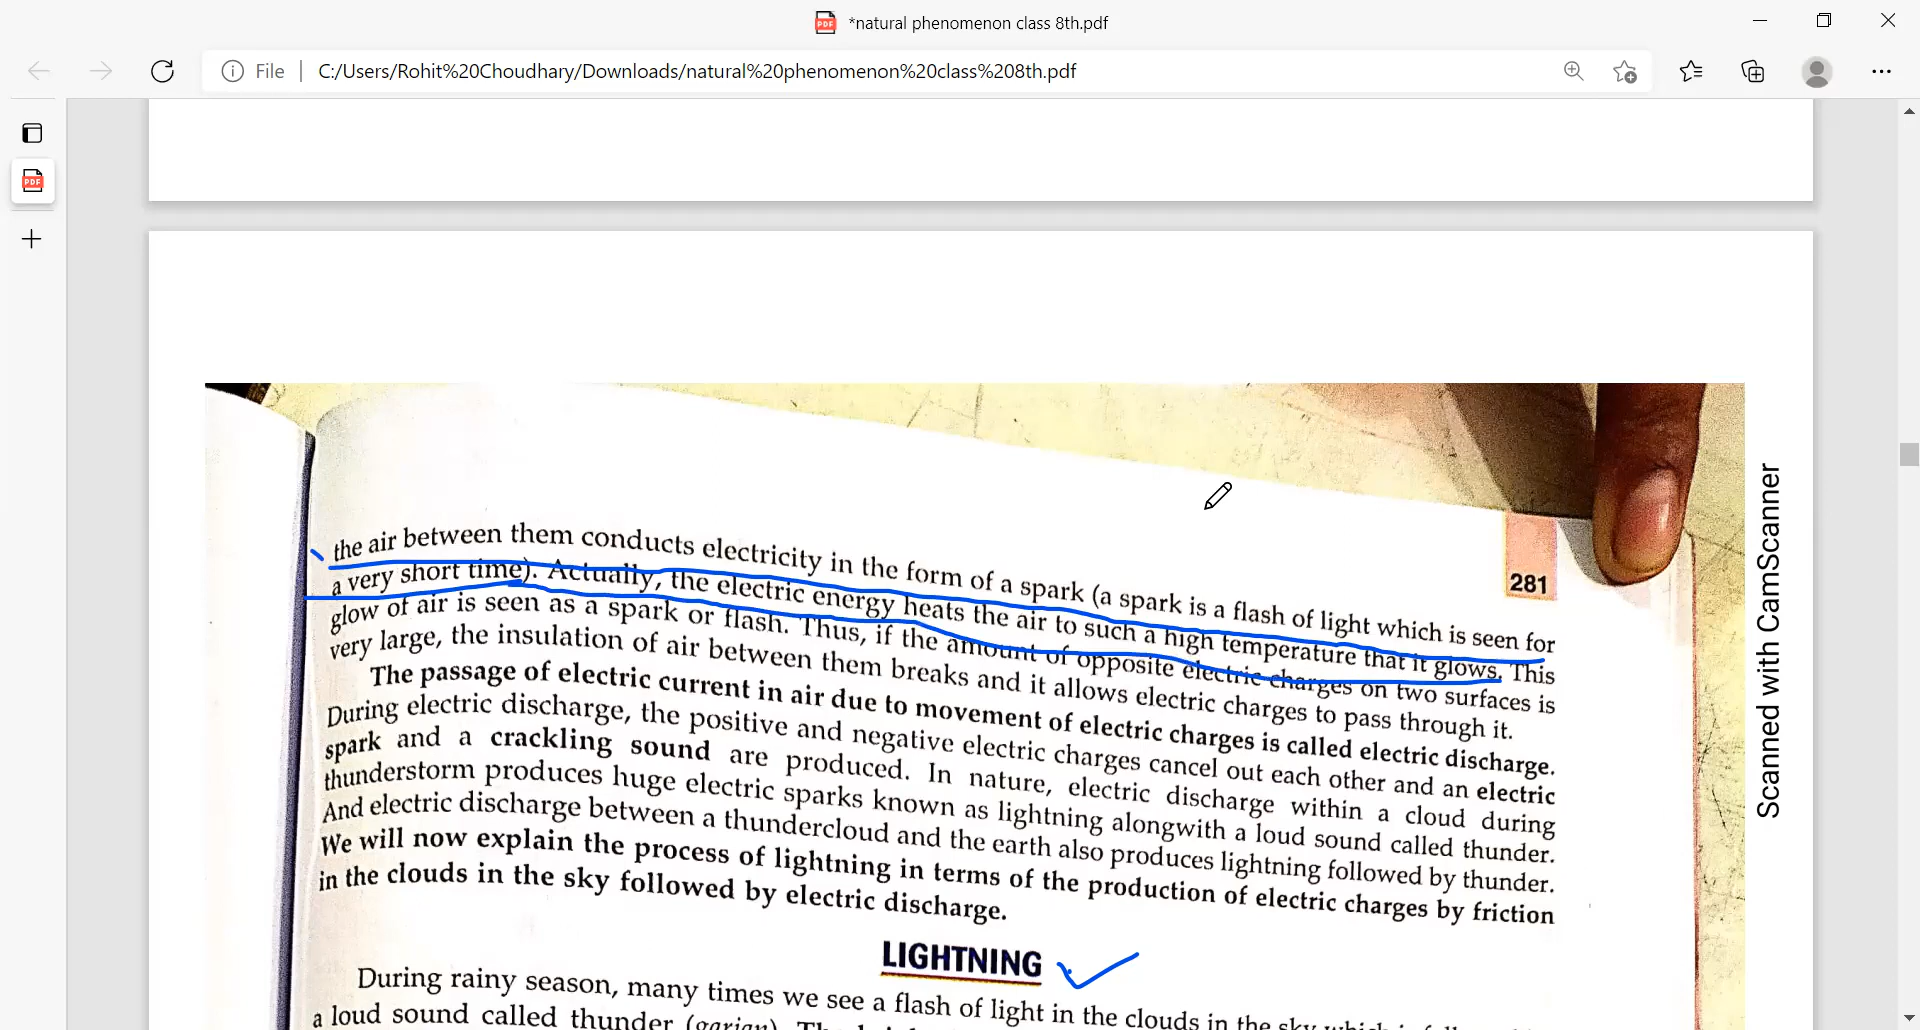 *natural phenomenon class 8th.pdf
File
C:/Users/Rohit%20Choudhary/Downloads/natural%20phenomenon%20class%208th.pdf
281
the air between them conducts electricity in the form of a spark (a spark is a flash of light which is seen for
a very short time). Actually, the electric energy heats the air to such a high temperature that it glows. This
glow of air is seen as a spark or flash. Thus, if the amount of opposite electric charges on two surfaces is
very large, the insulation of air between them breaks and it allows electric charges to pass through it.
The passage of electric current in air due to movement of electric charges is called electric discharge.
During electric discharge, the positive and negative electric charges cancel out each other and an electric
spark and a crackling sound are produced. In nature, electric discharge within a cloud during
thunderstorm produces huge electric sparks known as lightning alongwith a loud sound called thunder.
And electric discharge between a thundercloud and the earth also produces lightning followed by thunder.
We will now explain the process of lightning in terms of the production of electric charges by friction
in the clouds in the sky followed by electric discharge.
LIGHTNING
During rainy season, many times we see a flash of light in the clouds in the sky which is
a loud sound called thunder (garjan).
Scanned with CamScanner